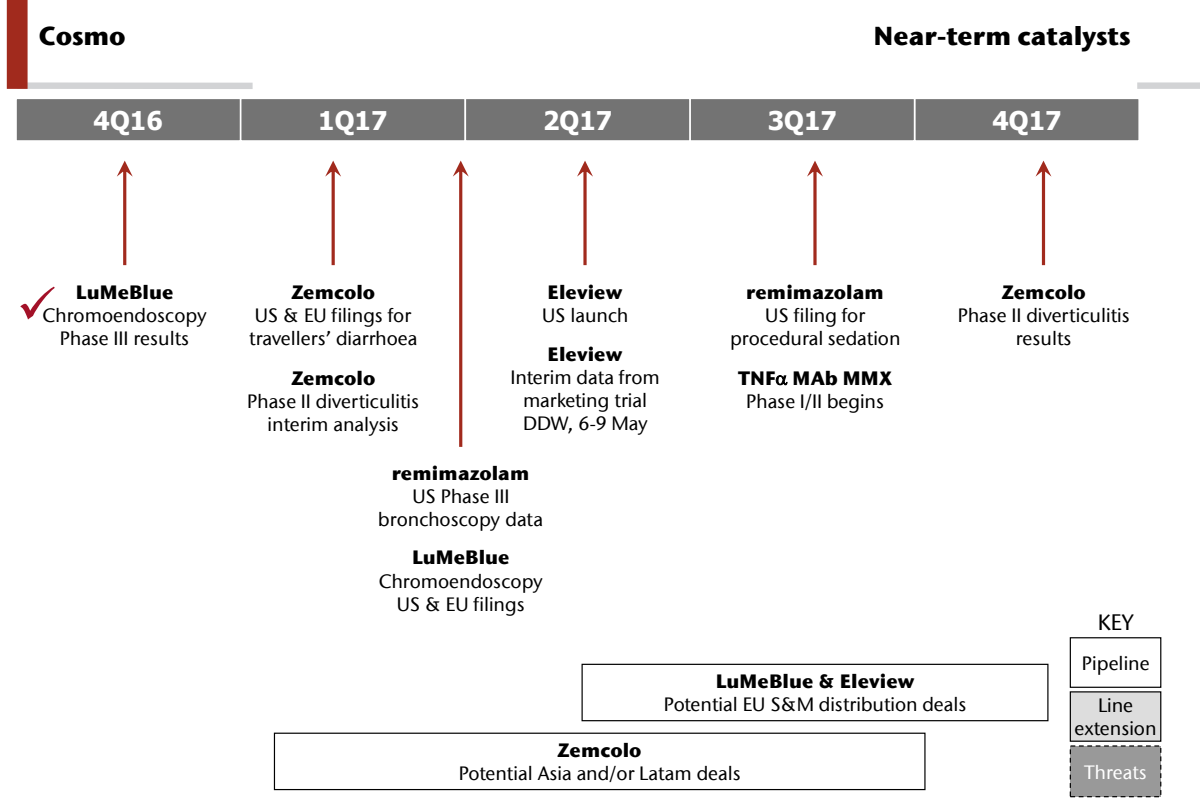 Cosmo
Near-term catalysts
4Q16
1Q17
2Q17
3Q17
4Q17
LuMeBlue
Chromoendoscopy
Phase III results
Zemcolo
US & EU filings for
travellers’ diarrhoea
Zemcolo
Phase II diverticulitis
interim analysis
remimazolam
US Phase III
bronchoscopy data
LuMeBlue
Chromoendoscopy
US & EU filings
Eleview
US launch
Eleview
Interim data from
marketing trial
DDW, 6-9 May
remimazolam
US filing for
procedural sedation
TNFα MAb MMX
Phase I/II begins
Zemcolo
Phase II diverticulitis
results
LuMeBlue & Eleview
Potential EU S&M distribution deals
Zemcolo
Potential Asia and/or Latam deals
KEY
Pipeline
Line
extension
Threats